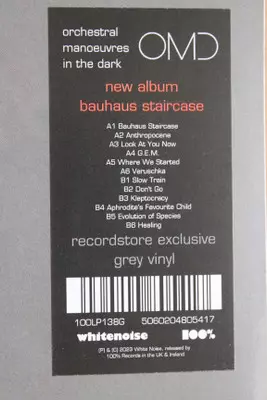 orchestral
manoeuvres
in the dark
OMD
new album
bauhaus staircase
A1 Bauhaus Staircase
A2 Anthropocene
A3 Look At You Now
A4 G.E.M.
A5 Where We Started
A6 Veruschka
B1 Slow Train
B2 Don't Go
B3 Kleptocracy
B4 Aphrodite's Favourite Child
B5 Evolution of Species
B6 Healing
recordstore exclusive
grey vinyl
100LP138G 5060204805417
whitenoise 100%
(P) & (C) 2023 White Noise, released by
100% Records in the UK & Ireland